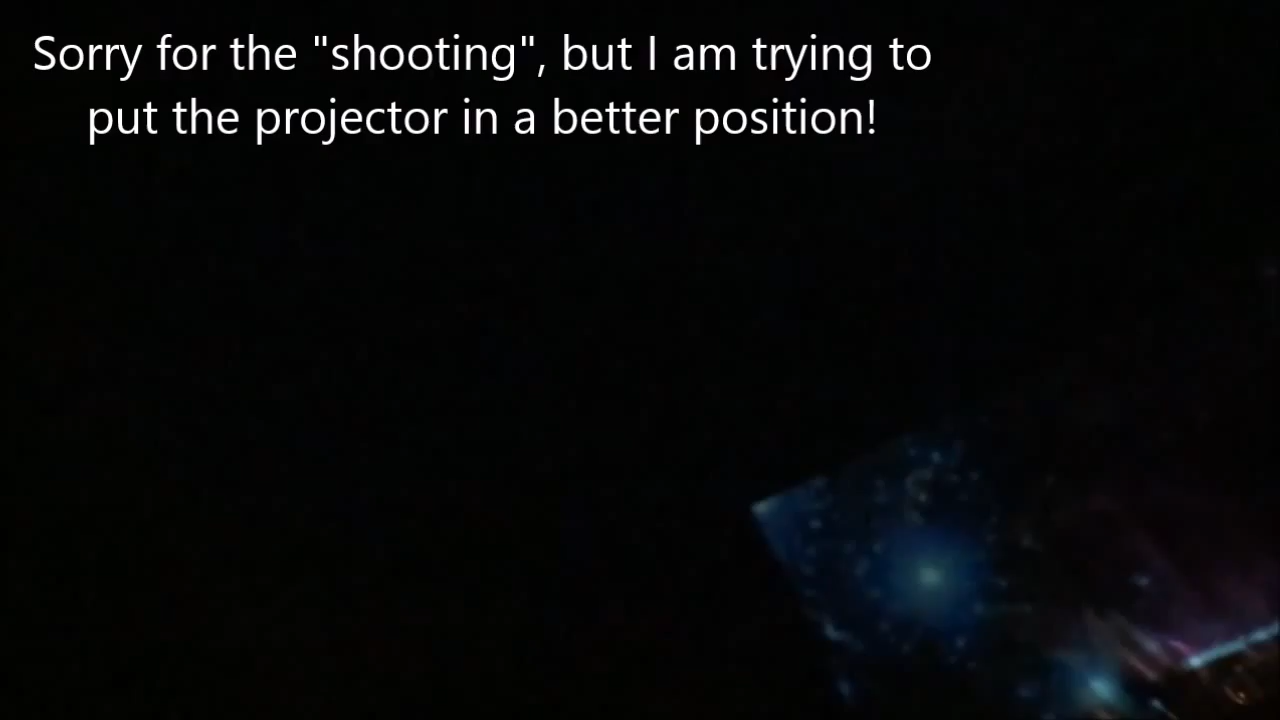 Sorry for the "shooting", but I am trying to
put the projector in a better position!